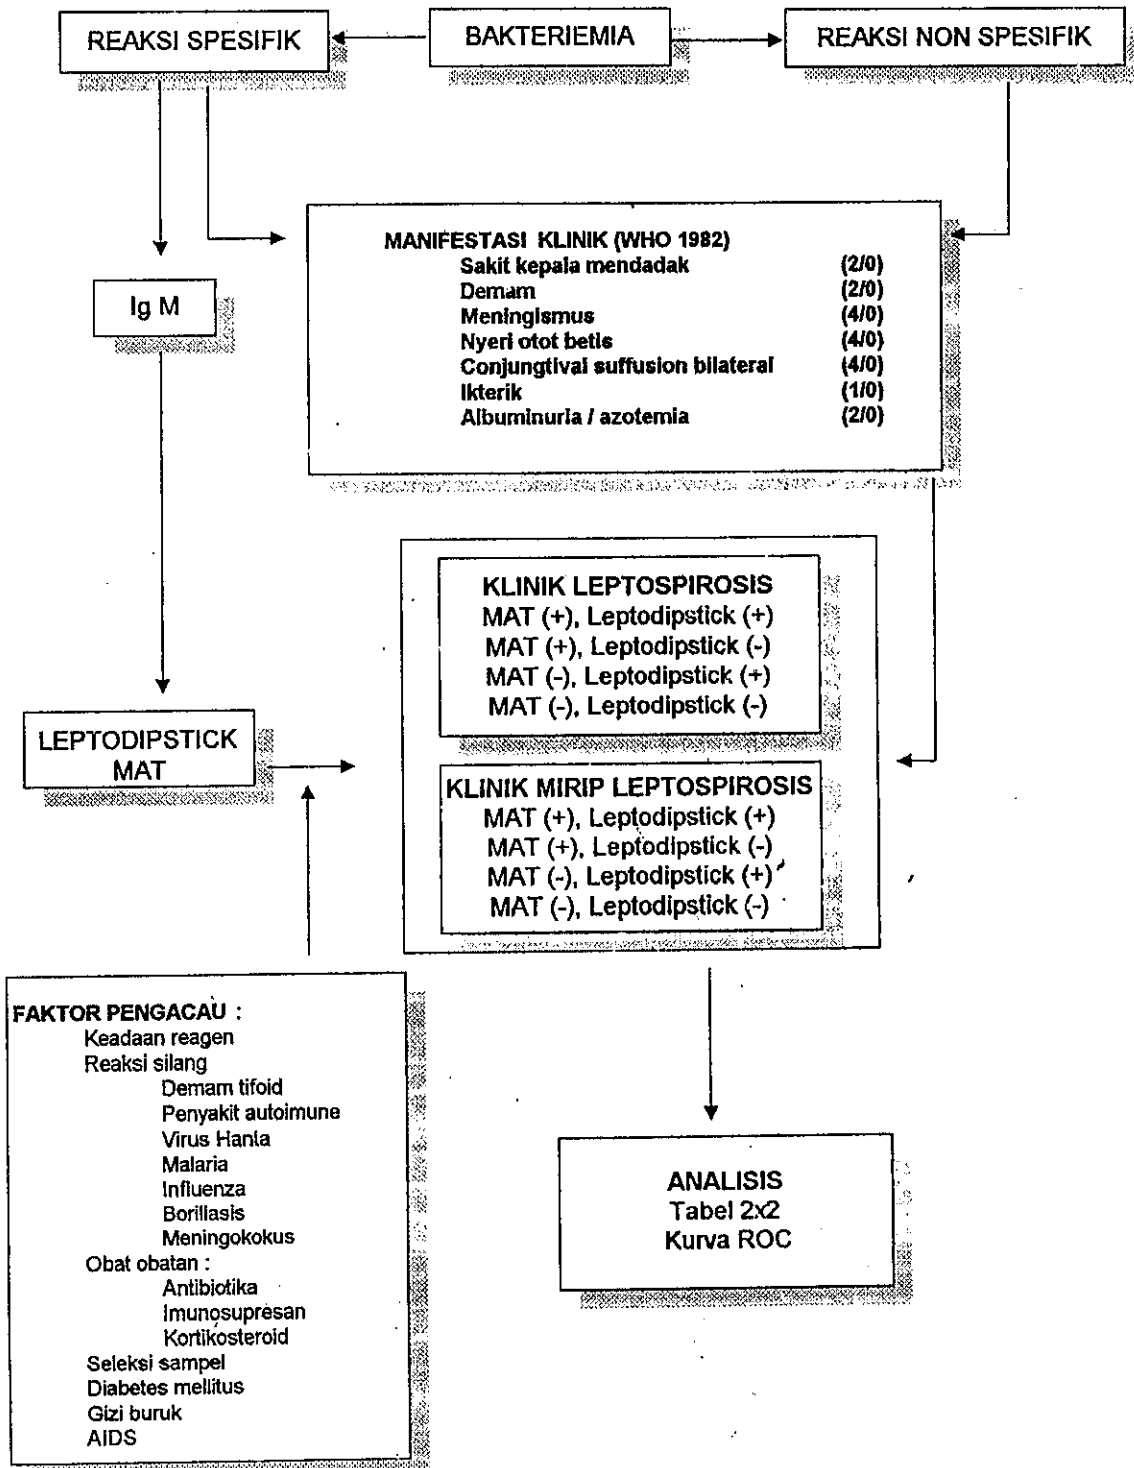 REAKSI SPESIFIK
BAKTERIEMIA
REAKSI NON SPESIFIK
MANIFESTASI KLINIK (WHO 1982)
Sakit kepala mendadak (2/0)
Demam (2/0)
Meningismus (4/0)
Nyeri otot betis (4/0)
Conjungtival suffusion bilateral (4/0)
Ikterik (1/0)
Albuminuria / azotemia (2/0)
Ig M
KLINIK LEPTOSPIROSIS
MAT (+), Leptodipstick (+)
MAT (+), Leptodipstick (-)
MAT (-), Leptodipstick (+)
MAT (-), Leptodipstick (-)
LEPTODIPSTICK
MAT
KLINIK MIRIP LEPTOSPIROSIS
MAT (+), Leptodipstick (+)
MAT (+), Leptodipstick (-)
MAT (-), Leptodipstick (+)
MAT (-), Leptodipstick (-)
FAKTOR PENGACAU :
Keadaan reagen
Reaksi silang
Demam tifoid
Penyakit autoimune
Virus Hanta
Malaria
Influenza
Borillasis
Meningokokus
Obat obatan :
Antibiotika
Imunosupresan
Kortikosteroid
Seleksi sampel
Diabetes mellitus
Gizi buruk
AIDS
ANALISIS
Tabel 2x2
Kurva ROC